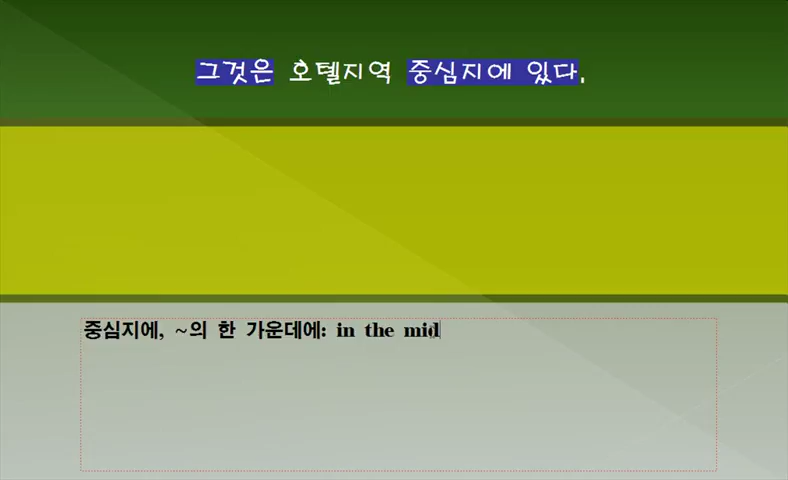 그것은 오텔지역 중심지에 있다.
중심지에, ~의 한 가운데에: in the mid